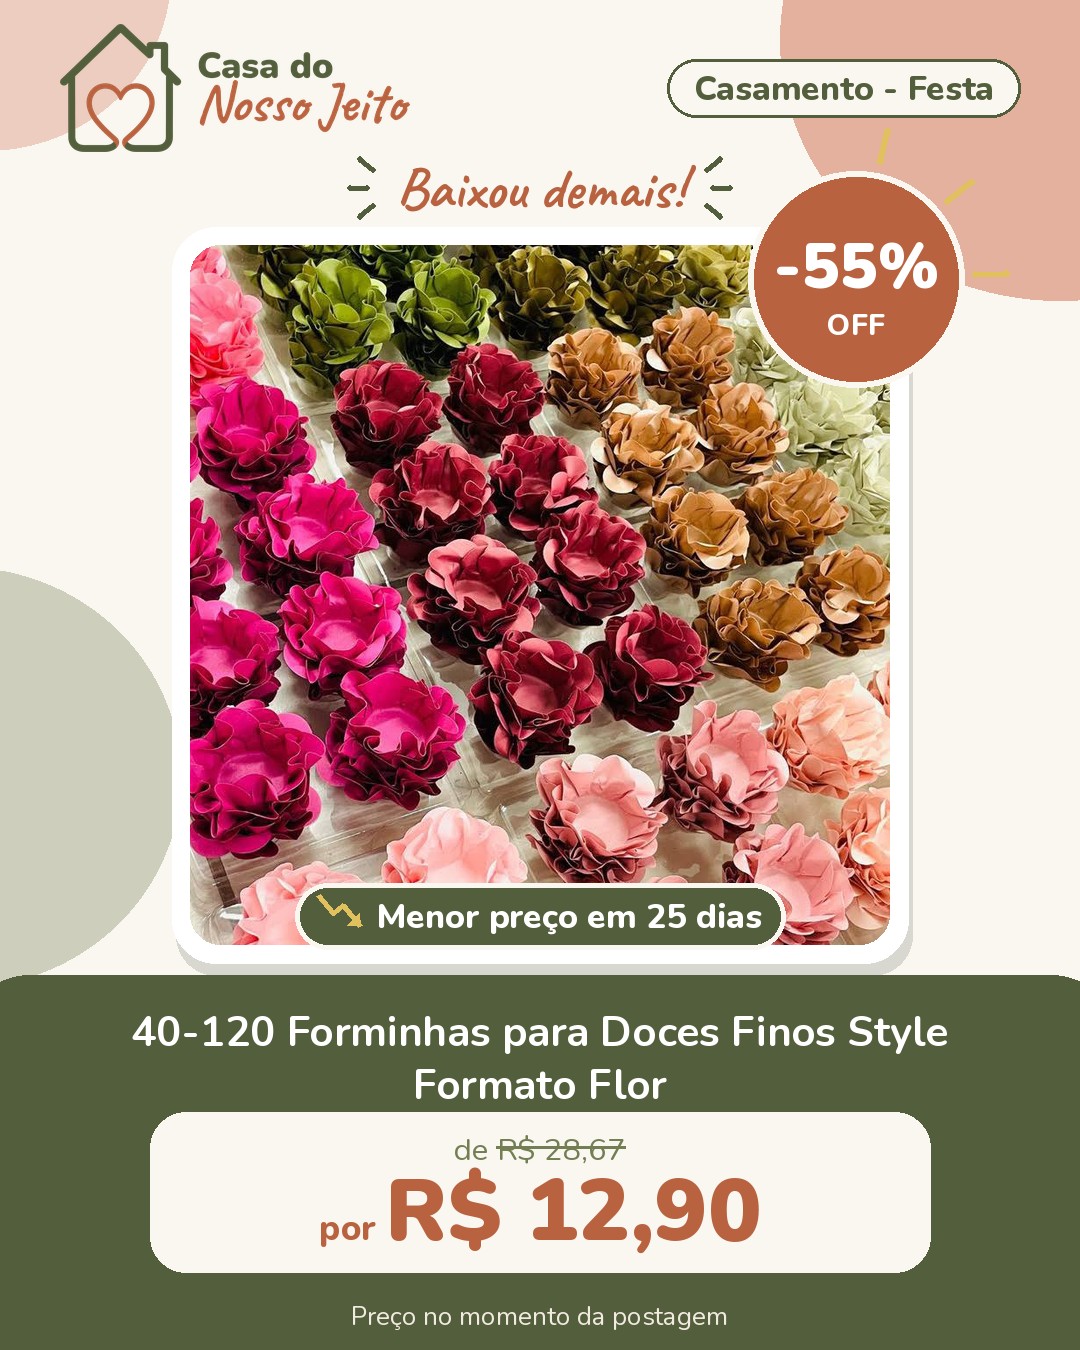 Casa do
Nosso Jeito
Casamento - Festa
Baixou demais!
-55%
OFF
Menor preço em 25 dias
40-120 Forminhas para Doces Finos Style
Formato Flor
de R$ 28,67
por R$ 12,90
Preço no momento da postagem